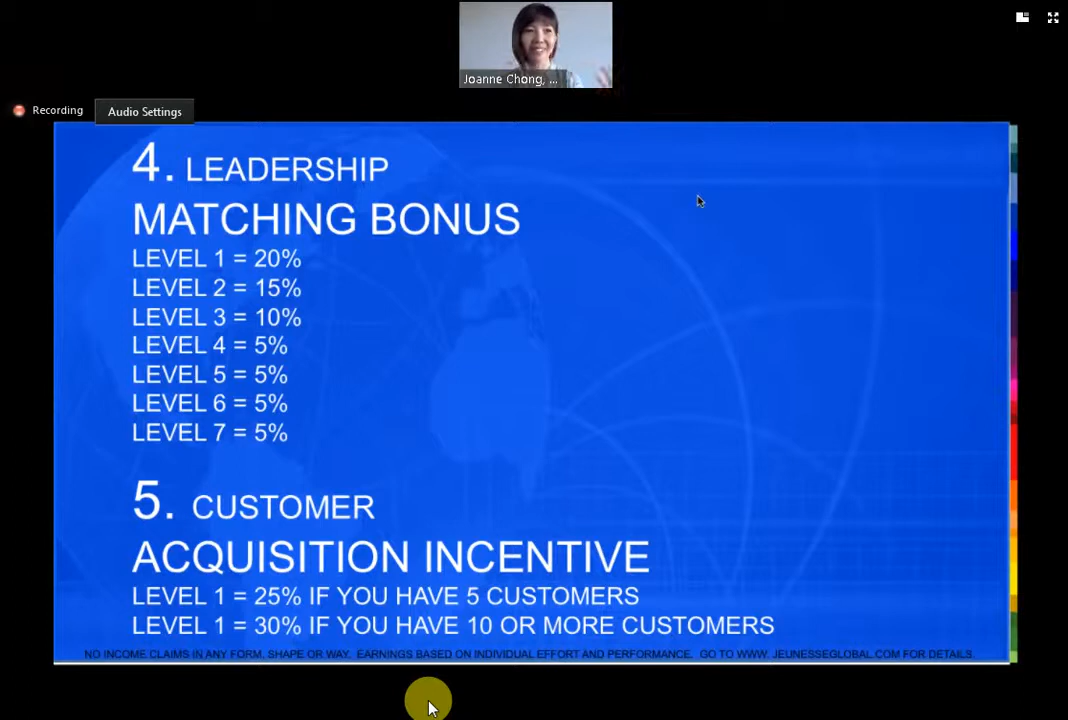 Joanne Chong, ...
Recording
Audio Settings
4. LEADERSHIP
MATCHING BONUS
LEVEL 1 = 20%
LEVEL 2 = 15%
LEVEL 3 = 10%
LEVEL 4 = 5%
LEVEL 5 = 5%
LEVEL 6 = 5%
LEVEL 7 = 5%
5. CUSTOMER
ACQUISITION INCENTIVE
LEVEL 1 = 25% IF YOU HAVE 5 CUSTOMERS
LEVEL 1 = 30% IF YOU HAVE 10 OR MORE CUSTOMERS
NO INCOME CLAIMS IN ANY FORM, SHAPE OR WAY. EARNINGS BASED ON INDIVIDUAL EFFORT AND PERFORMANCE. GO TO WWW. JEUNESSEGLOBAL.COM FOR DETAILS.